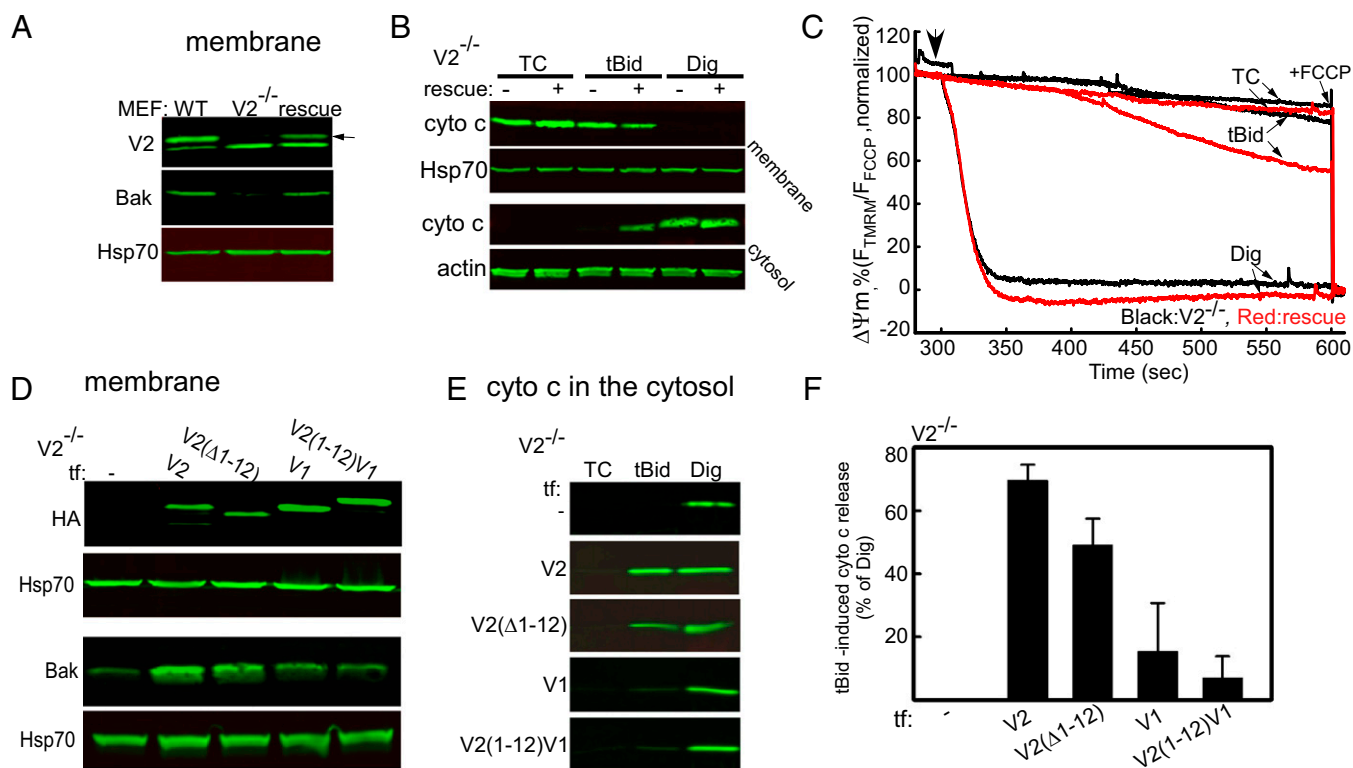 A
membrane
MEF: WT V2-/- rescue
V2
Bak
Hsp70
B
V2-/-
TC tBid Dig
rescue: - + - + - +
cyto c
Hsp70
membrane
cyto c
actin
cytosol
C
ΔΨm,%(FTMRM/FFCCP,normalized)
120
100
80
60
40
20
0
-20
TC
+FCCP
tBid
Dig
Black:V2-/-, Red:rescue
300 350 400 450 500 550 600
Time (sec)
D
membrane
V2-/-
tf: - V2 V2(Δ1-12) V1 V2(1-12)V1
HA
Hsp70
Bak
Hsp70
E
cyto c in the cytosol
V2-/-
TC tBid Dig
tf:
-
V2
V2(Δ1-12)
V1
V2(1-12)V1
F
V2-/-
tBid -induced cyto c release
(% of Dig)
80
60
40
20
0
tf: - V2 V2(Δ1-12) V1 V2(1-12)V1